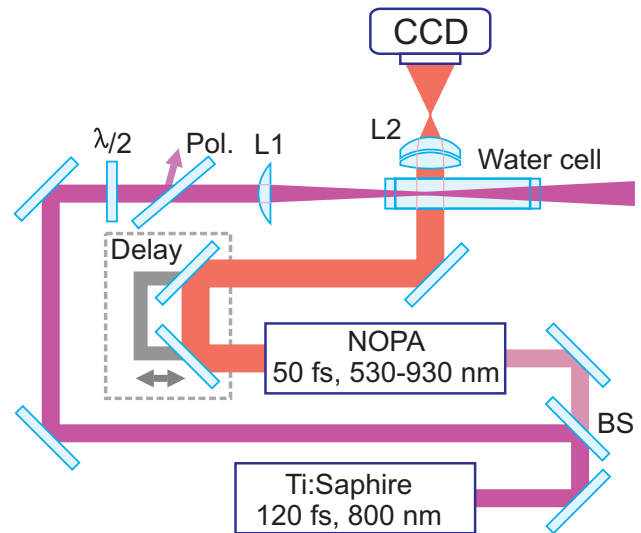 CCD
L2
λ/2
Pol.
L1
Water cell
Delay
NOPA
50 fs, 530-930 nm
BS
Ti:Saphire
120 fs, 800 nm